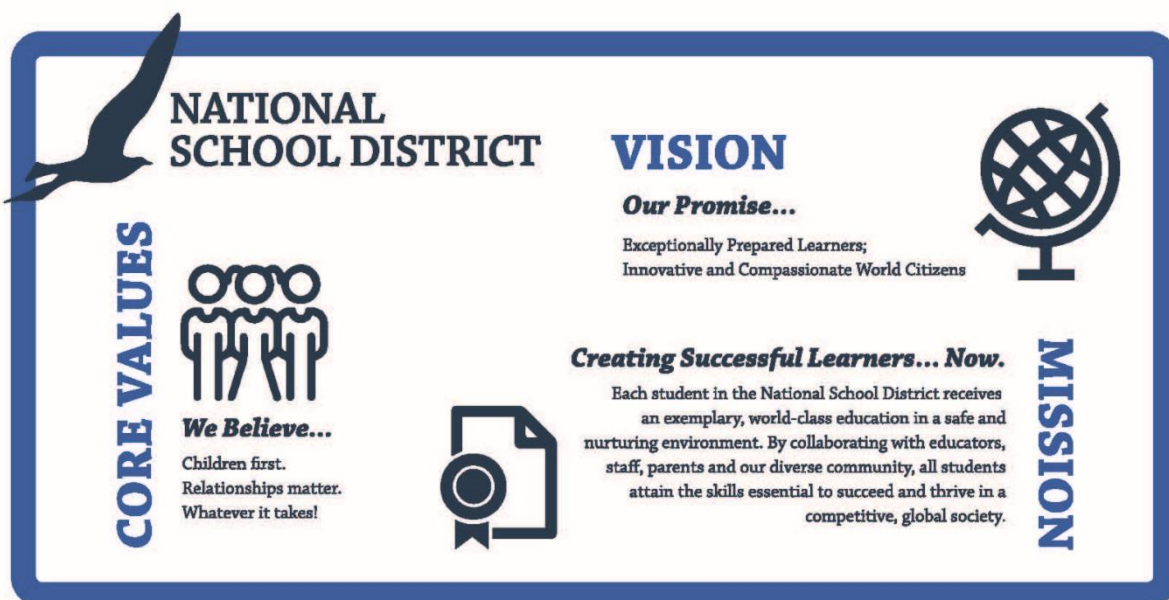 NATIONAL
SCHOOL DISTRICT
VISION
Our Promise...
Exceptionally Prepared Learners;
Innovative and Compassionate World Citizens
CORE VALUES
We Believe...
Children first.
Relationships matter.
Whatever it takes!
MISSION
Creating Successful Learners... Now.
Each student in the National School District receives
an exemplary, world-class education in a safe and
nurturing environment. By collaborating with educators,
staff, parents and our diverse community, all students
attain the skills essential to succeed and thrive in a
competitive, global society.